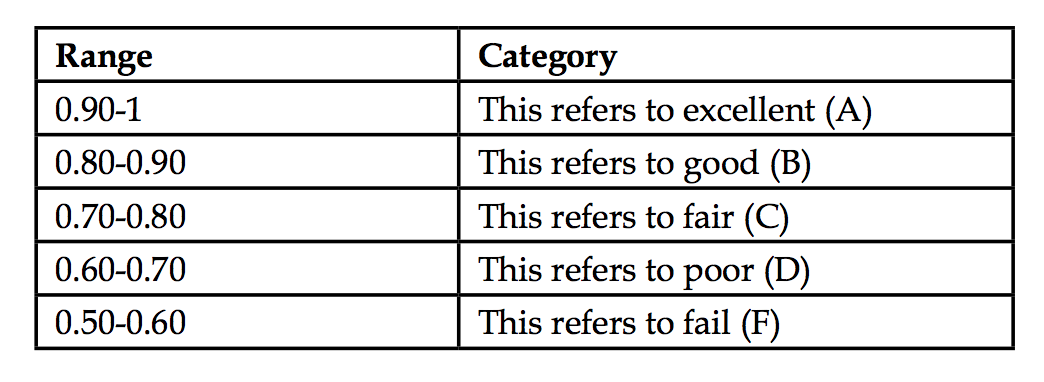 Range Category
0.90-1 This refers to excellent (A)
0.80-0.90 This refers to good (B)
0.70-0.80 This refers to fair (C)
0.60-0.70 This refers to poor (D)
0.50-0.60 This refers to fail (F)